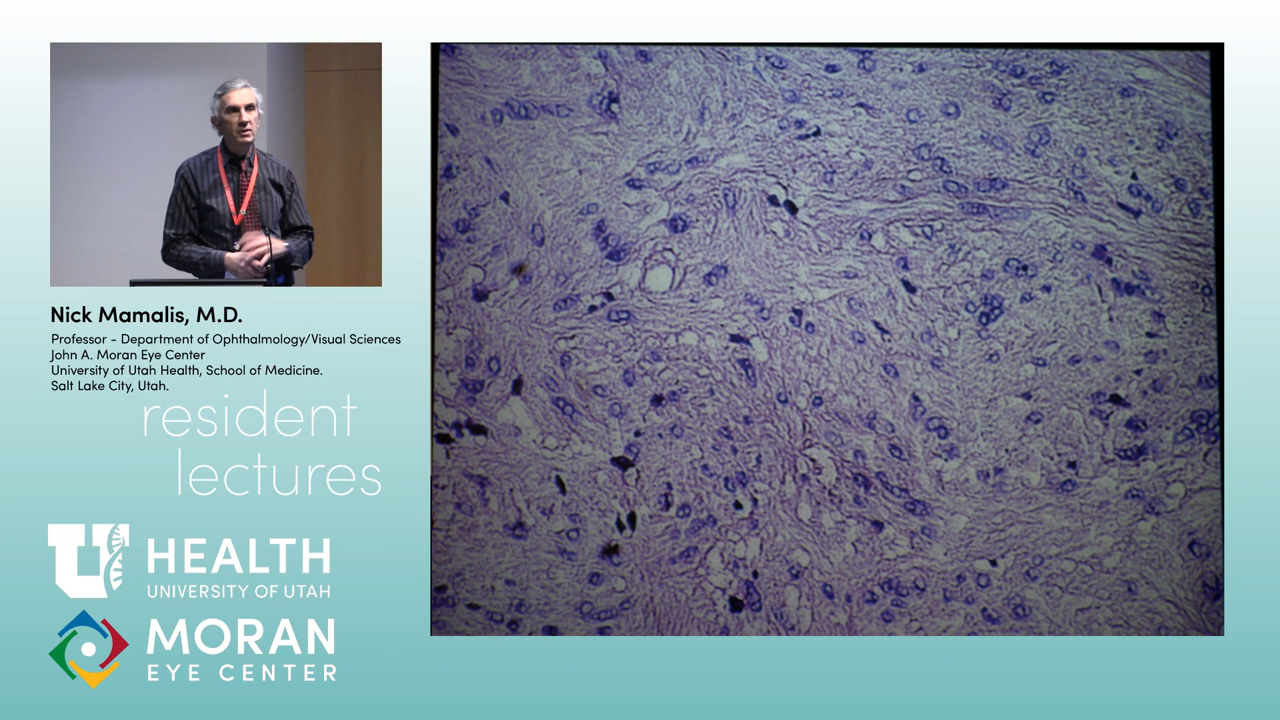 Nick Mamalis, M.D.
Professor - Department of Ophthalmology/Visual Sciences
John A. Moran Eye Center
University of Utah Health, School of Medicine.
Salt Lake City, Utah.
resident
lectures
U HEALTH
UNIVERSITY OF UTAH
MORAN
EYE CENTER